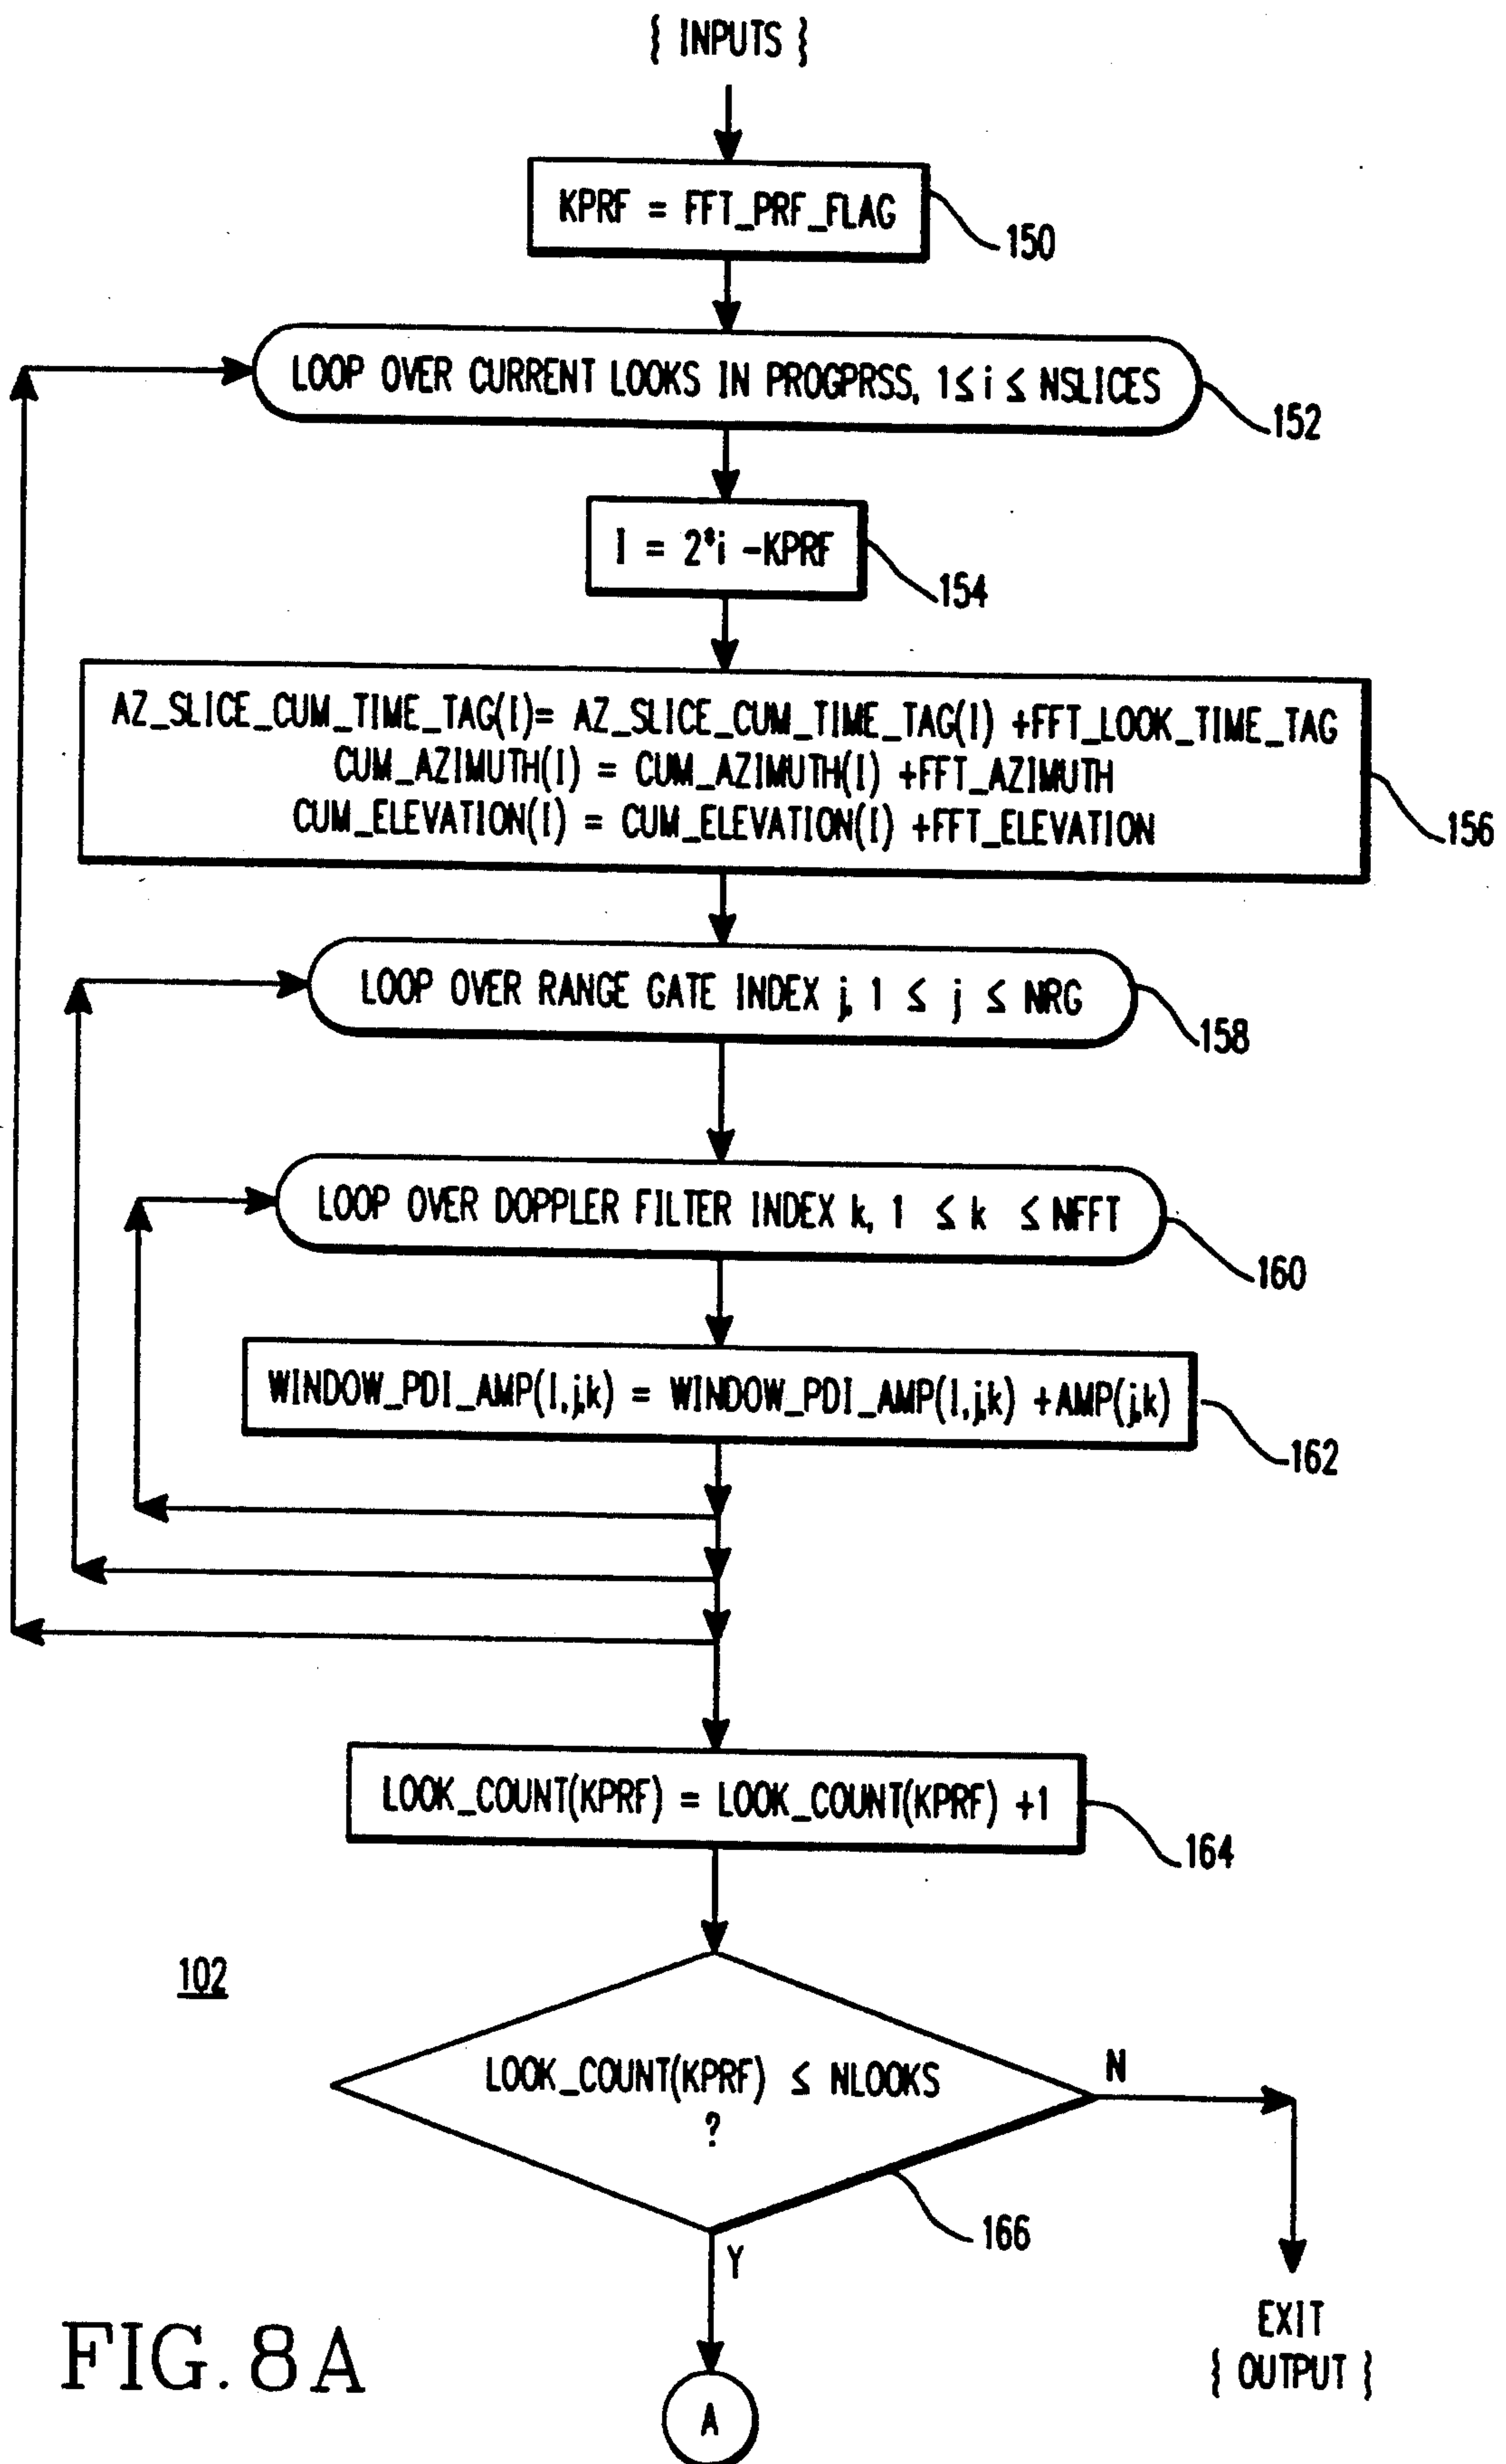 { INPUTS }
KPRF = FFT_PRF_FLAG
150
LOOP OVER CURRENT LOOKS IN PROGPRSS, 1 ≤ i ≤ NSLICES
152
I = 2*i -KPRF
154
AZ_SLICE_CUM_TIME_TAG(I)= AZ_SLICE_CUM_TIME_TAG(I) +FFT_LOOK_TIME_TAG
CUM_AZIMUTH(I) = CUM_AZIMUTH(I) +FFT_AZIMUTH
CUM_ELEVATION(I) = CUM_ELEVATION(I) +FFT_ELEVATION
156
LOOP OVER RANGE GATE INDEX j, 1 ≤ j ≤ NRG
158
LOOP OVER DOPPLER FILTER INDEX k, 1 ≤ k ≤ NFFT
160
WINDOW_PDI_AMP(I,j,k) = WINDOW_PDI_AMP(I,j,k) +AMP(j,k)
162
LOOK_COUNT(KPRF) = LOOK_COUNT(KPRF) +1
164
102
LOOK_COUNT(KPRF) ≤ NLOOKS
?
N
166
Y
EXIT
{ OUTPUT }
A
FIG. 8A